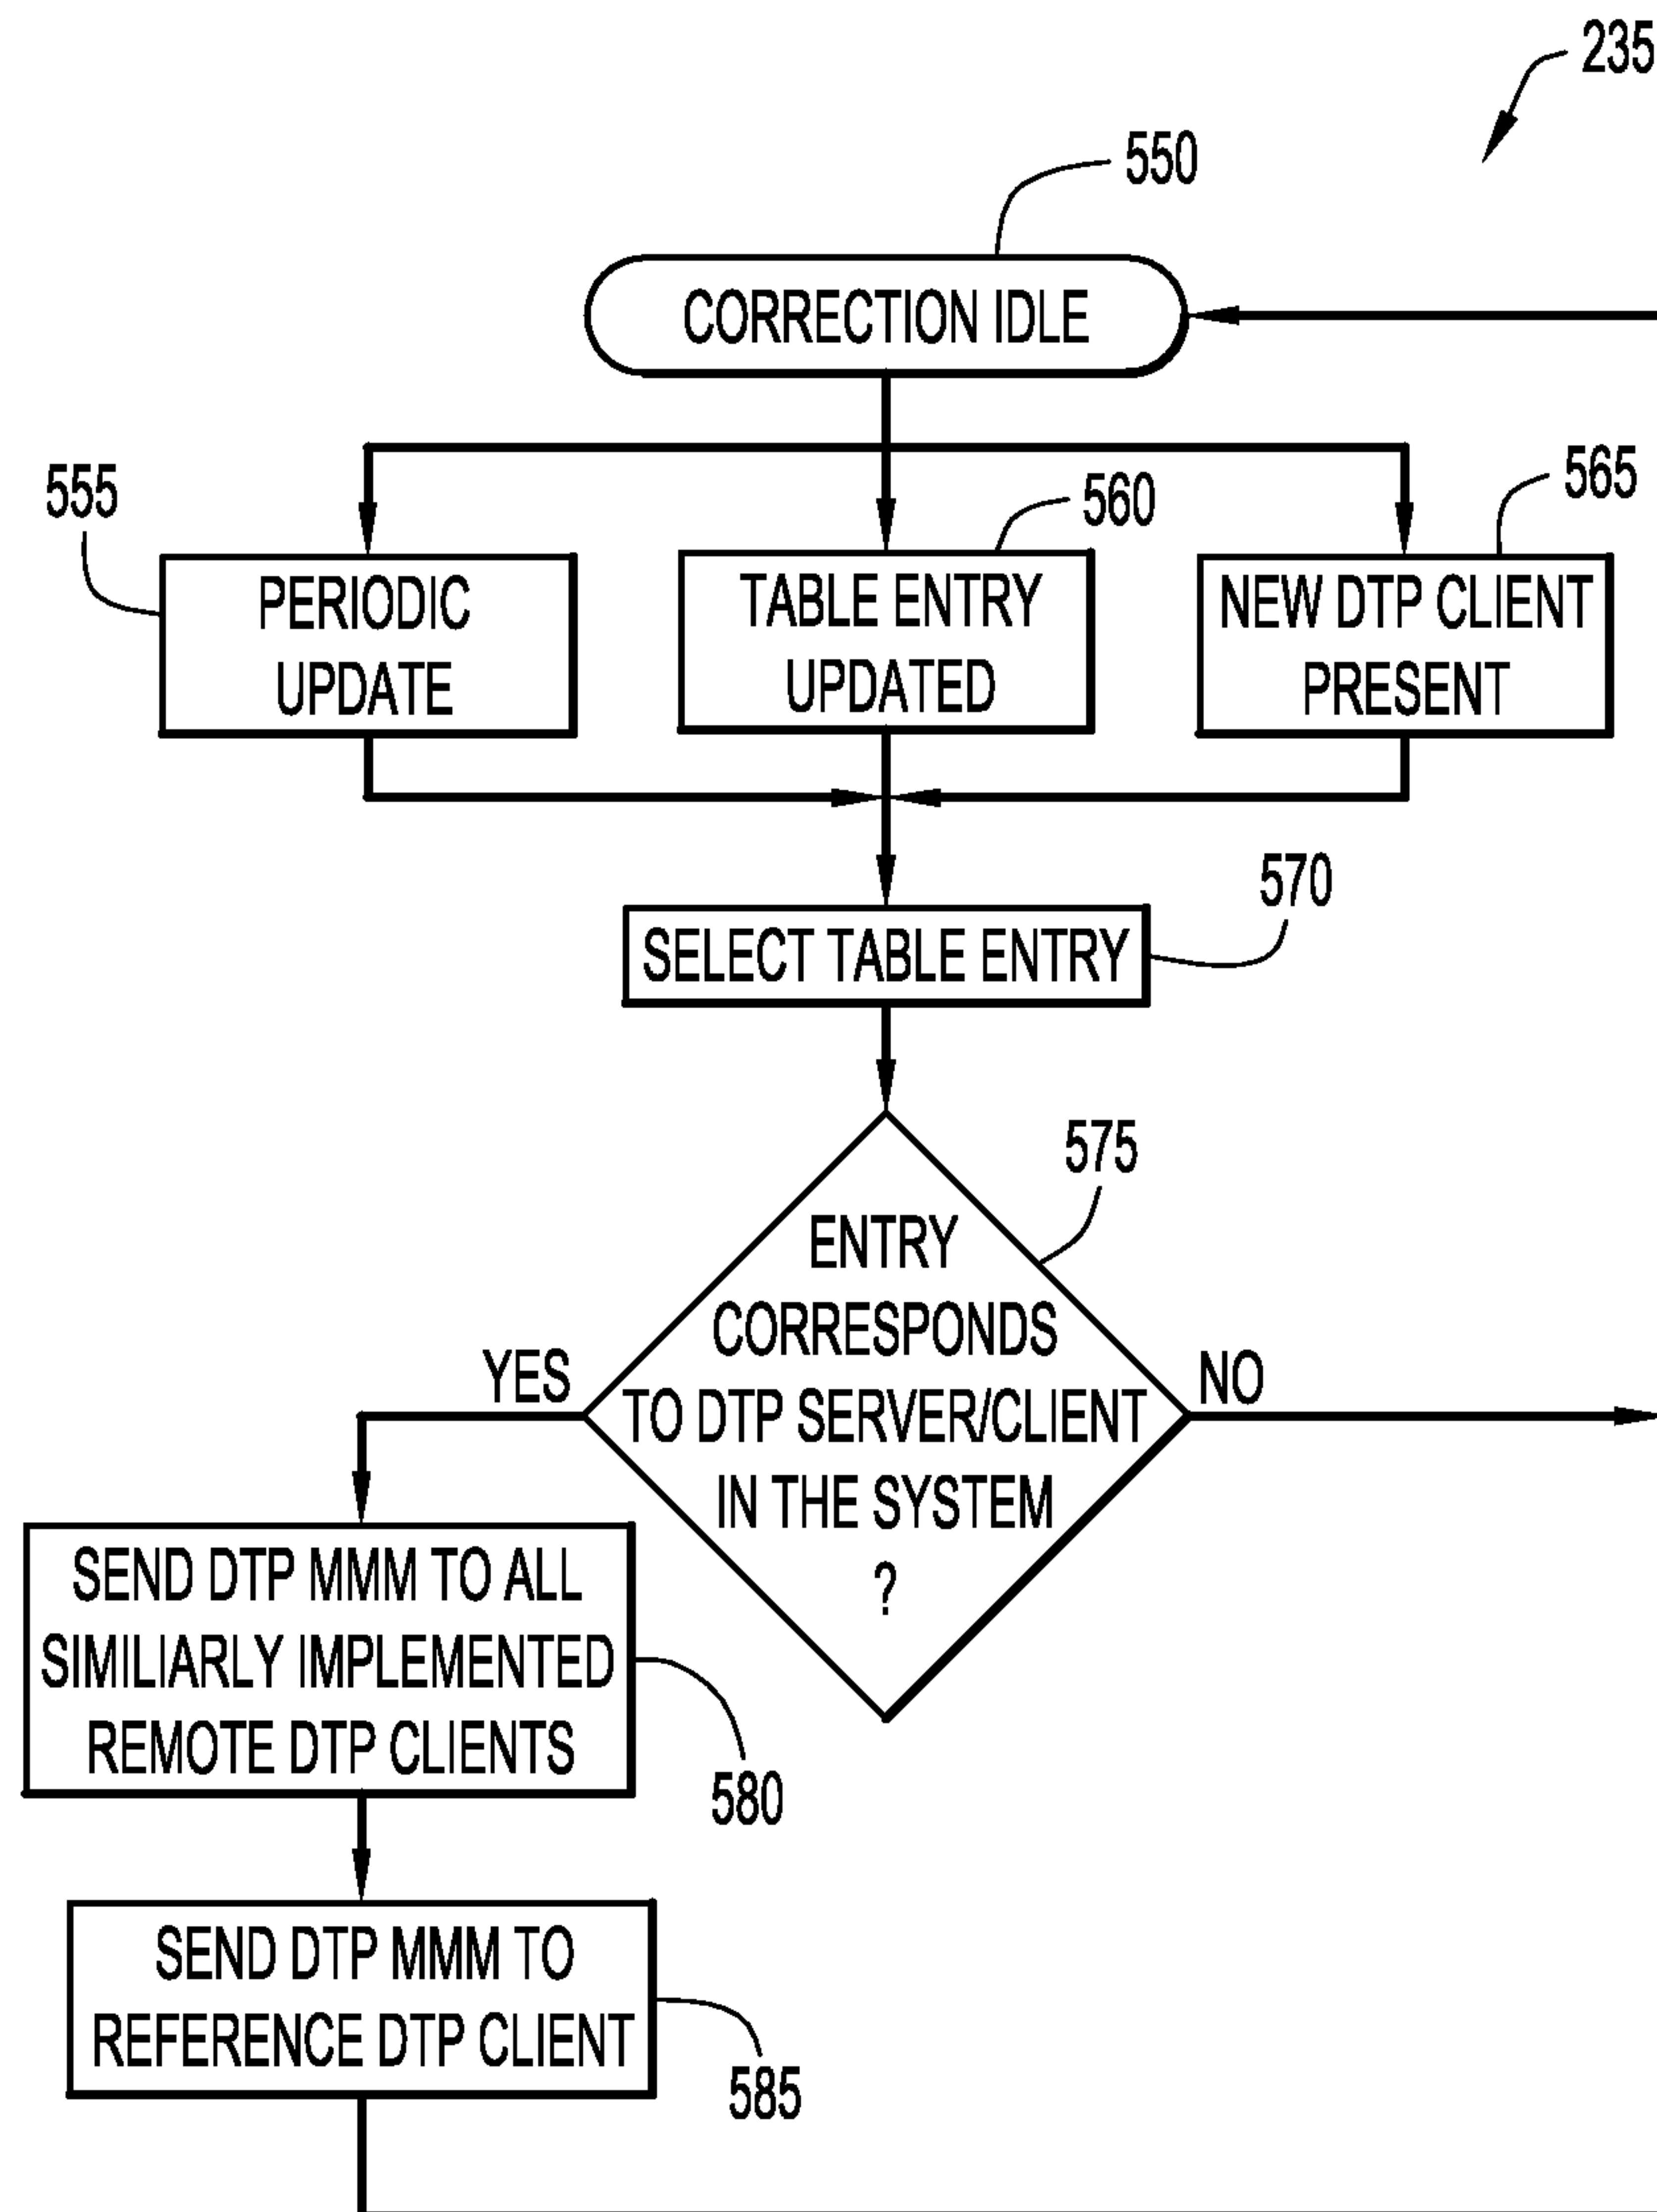 235
550
CORRECTION IDLE
555
560
565
PERIODIC
UPDATE
TABLE ENTRY
UPDATED
NEW DTP CLIENT
PRESENT
570
SELECT TABLE ENTRY
575
ENTRY
CORRESPONDS
TO DTP SERVER/CLIENT
IN THE SYSTEM
?
YES
NO
SEND DTP MMM TO ALL
SIMILIARLY IMPLEMENTED
REMOTE DTP CLIENTS
580
SEND DTP MMM TO
REFERENCE DTP CLIENT
585